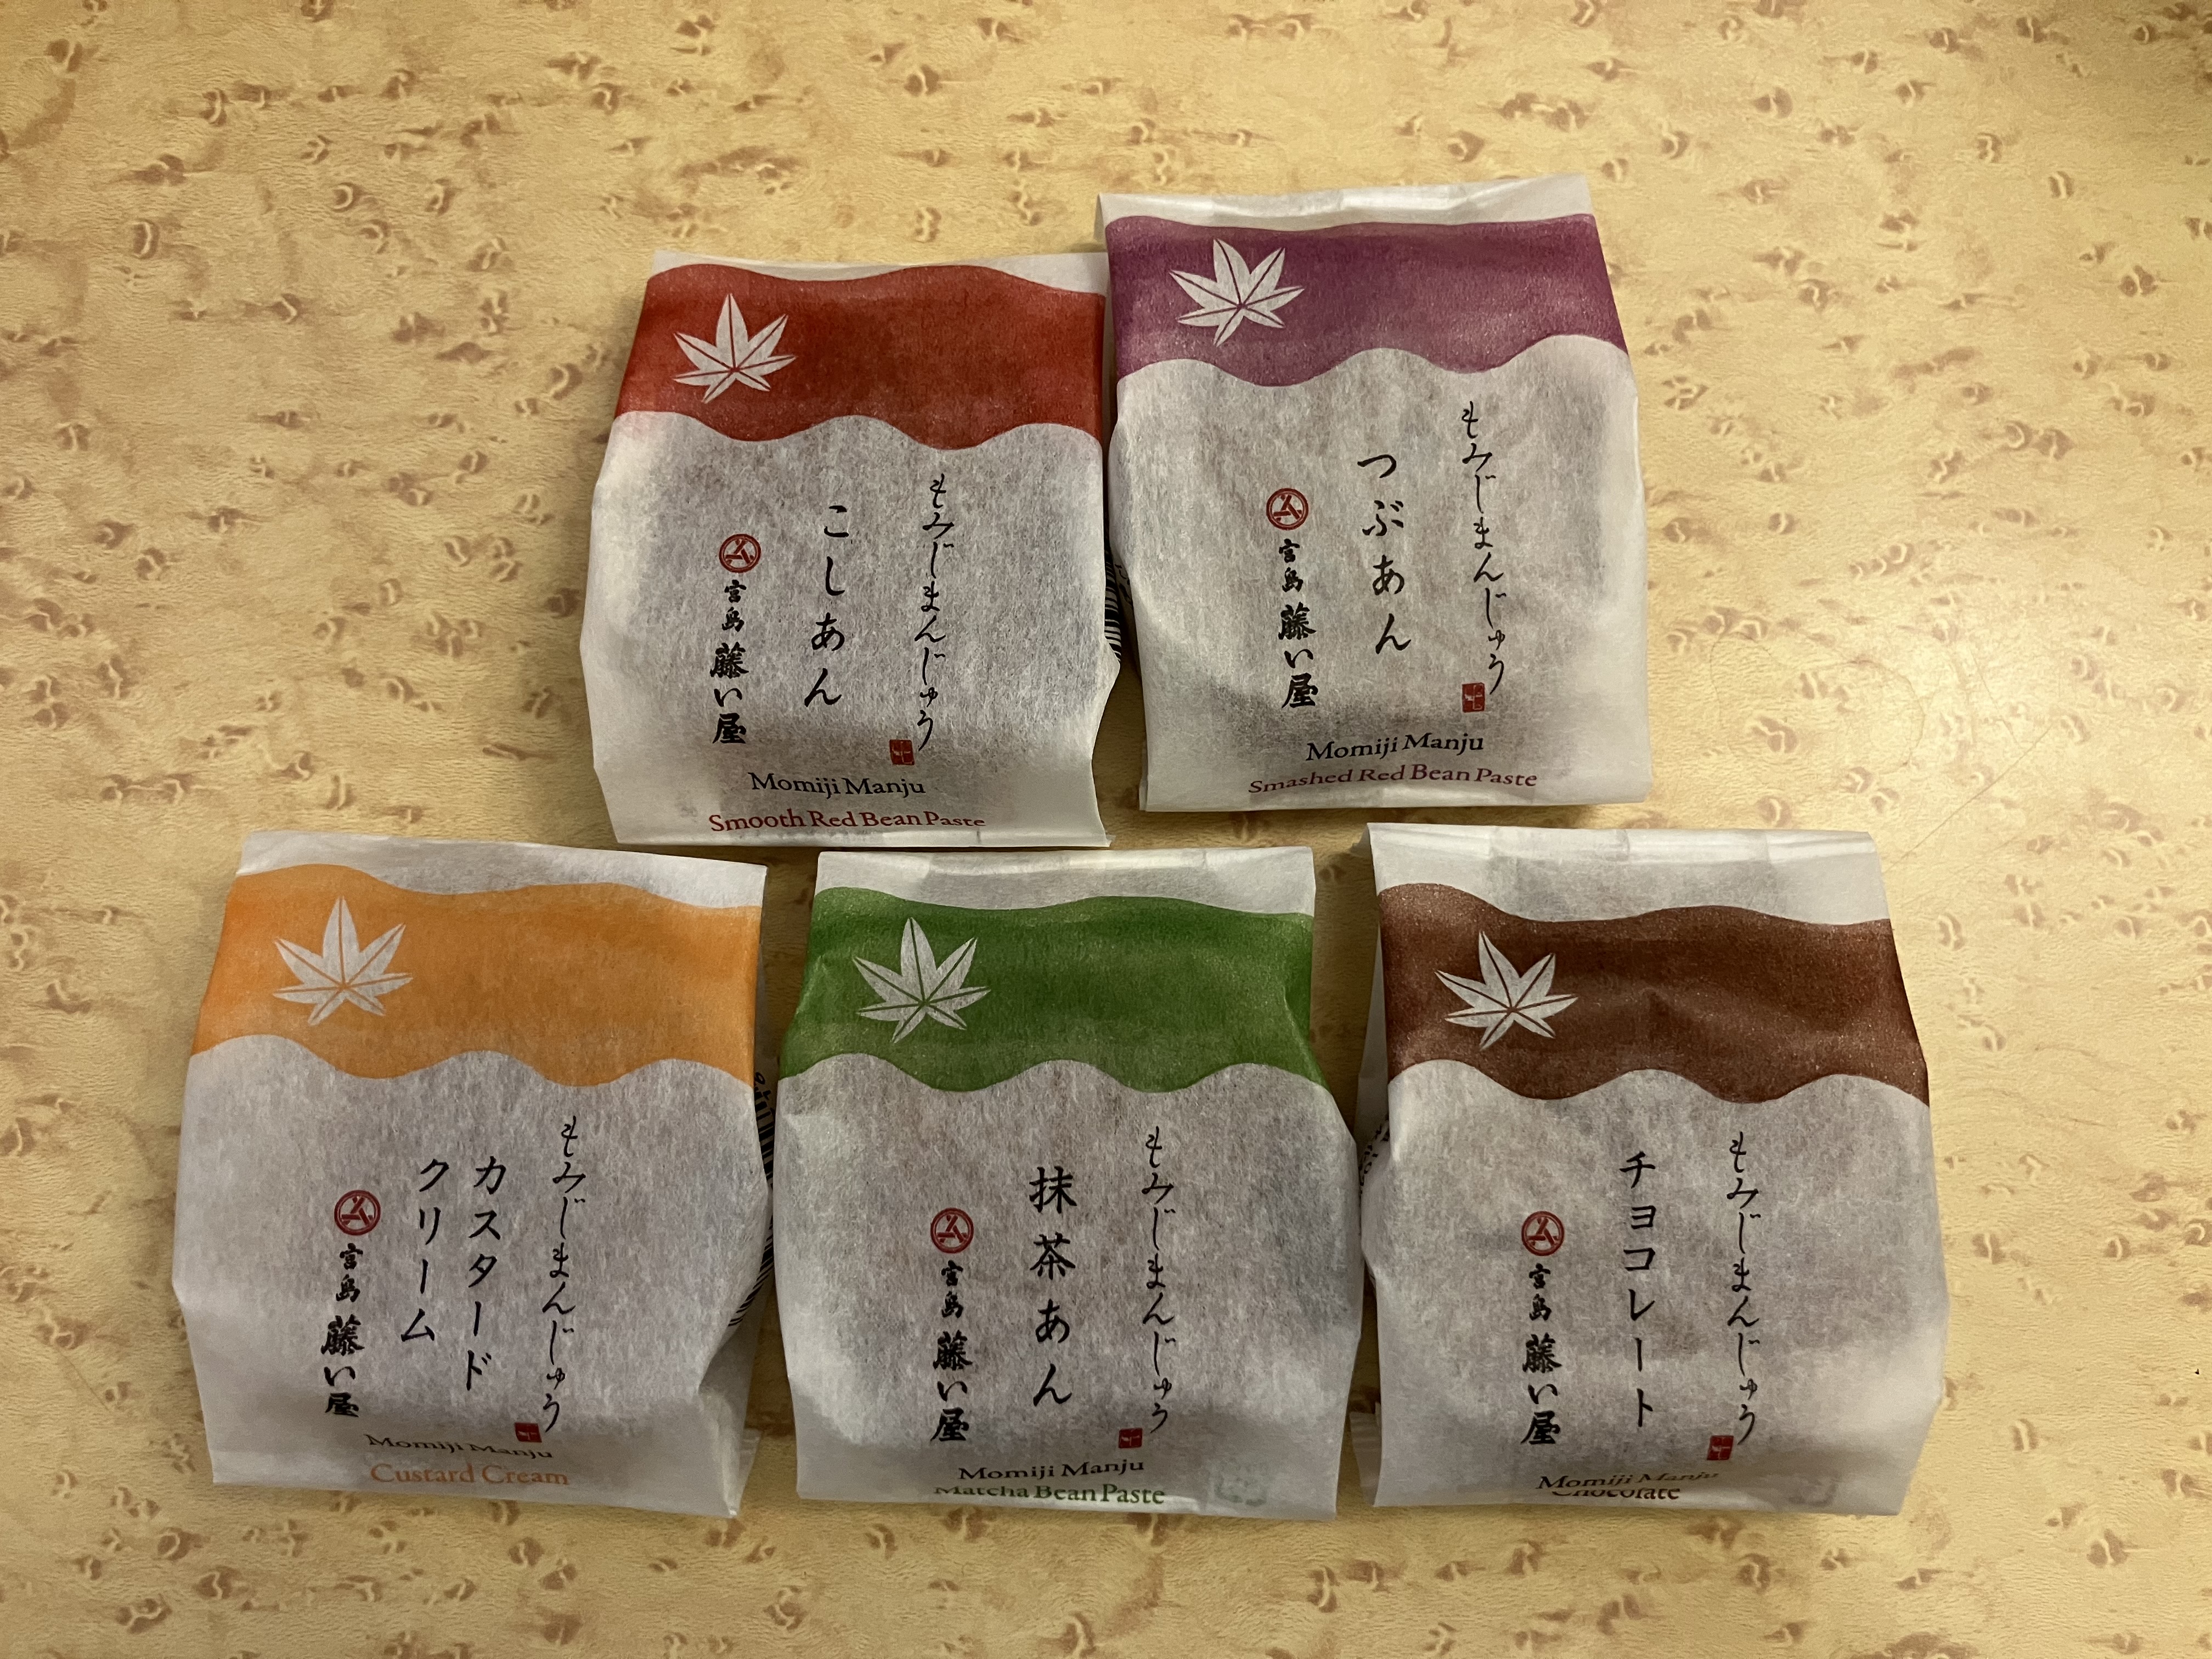 もみじまんじゅう
こしあん
宮島 藤い屋
Momiji Manju
Smooth Red Bean Paste
もみじまんじゅう
つぶあん
宮島 藤い屋
Momiji Manju
Smashed Red Bean Paste
もみじまんじゅう
カスタード
クリーム
宮島 藤い屋
Momiji Manju
Custard Cream
もみじまんじゅう
抹茶あん
宮島 藤い屋
Momiji Manju
Matcha Bean Paste
もみじまんじゅう
チョコレート
宮島 藤い屋
Momiji Manju
Chocolate